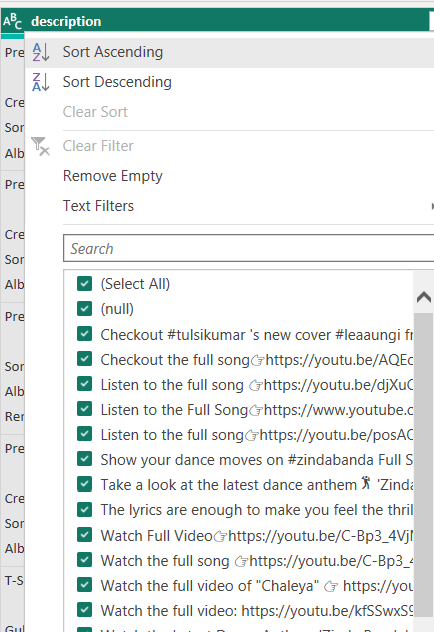 ABC description
Sort Ascending
Sort Descending
Clear Sort
Clear Filter
Remove Empty
Text Filters
Search
(Select All)
(null)
Checkout #tulsikumar 's new cover #leaaungi fr
Checkout the full song👉https://youtu.be/AQEc
Listen to the full song 👉https://youtu.be/djXuC
Listen to the Full Song👉https://www.youtube.c
Listen to the full song👉https://youtu.be/posAC
Show your dance moves on #zindabanda Full S
Take a look at the latest dance anthem🕺 'Zinda
The lyrics are enough to make you feel the thril
Watch Full Video👉https://youtu.be/C-Bp3_4VjM
Watch the full song 👉https://youtu.be/C-Bp3_4
Watch the full video of "Chaleya" 👉 https://you
Watch the full video: https://youtu.be/kfSSwxS9
Pre
Cre
Sor
Alb
Pre
Cre
Sor
Alb
Pre
Sor
Alb
Rer
Pre
Cre
Sor
Alb
T-S